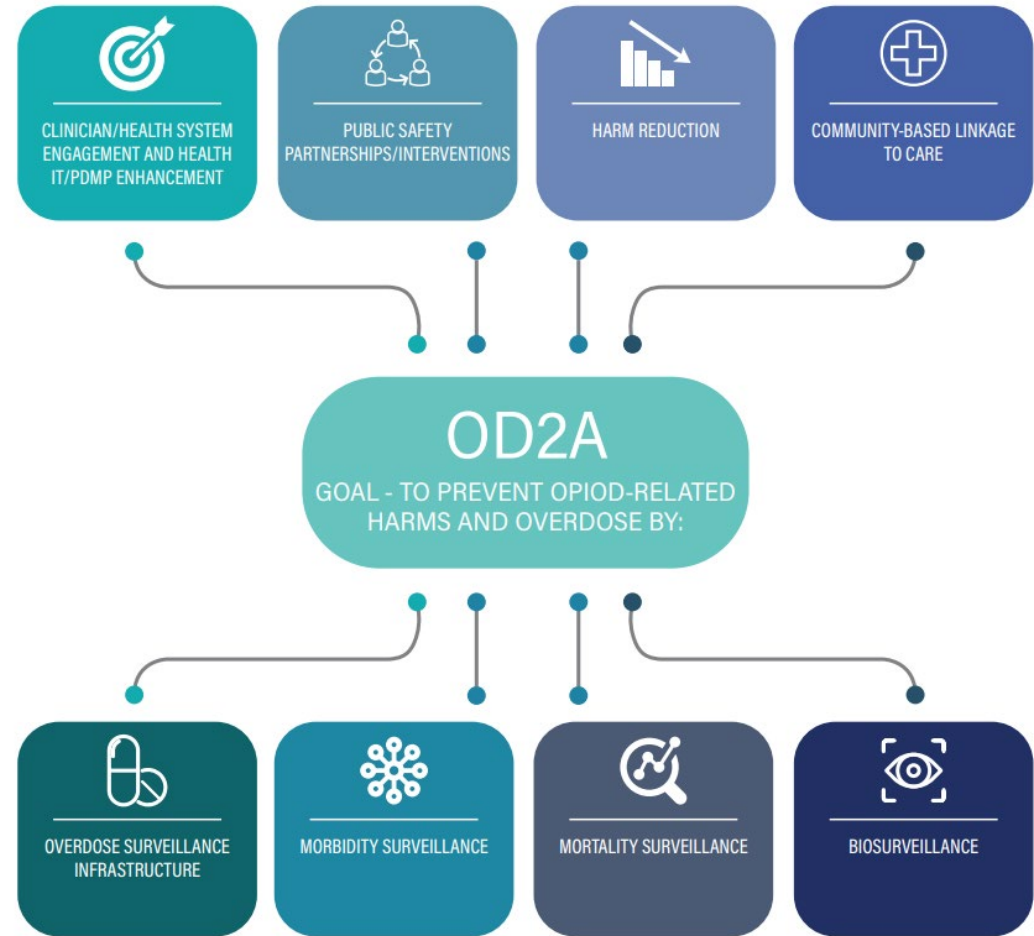 CLINICIAN/HEALTH SYSTEM
ENGAGEMENT AND HEALTH
IT/PDMP ENHANCEMENT
PUBLIC SAFETY
PARTNERSHIPS/INTERVENTIONS
HARM REDUCTION
COMMUNITY-BASED LINKAGE
TO CARE
OD2A
GOAL - TO PREVENT OPIOD-RELATED
HARMS AND OVERDOSE BY:
OVERDOSE SURVEILLANCE
INFRASTRUCTURE
MORBIDITY SURVEILLANCE
MORTALITY SURVEILLANCE
BIOSURVEILLANCE